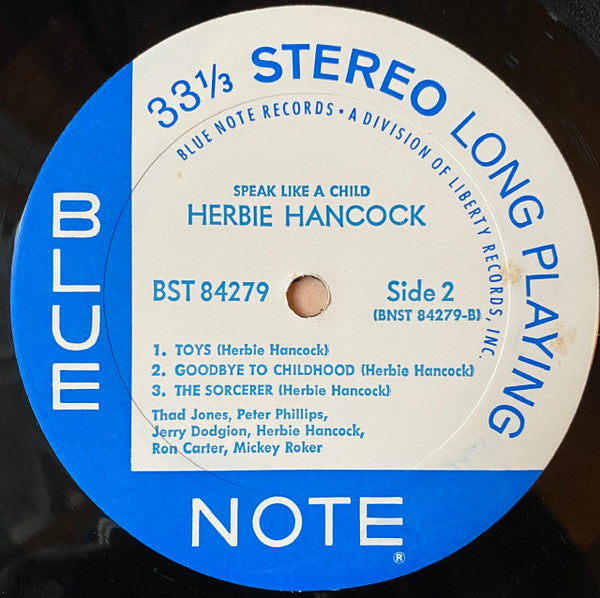 33⅓ STEREO LONG PLAYING
BLUE NOTE RECORDS • A DIVISION OF LIBERTY RECORDS, INC.
SPEAK LIKE A CHILD
HERBIE HANCOCK
BST 84279
Side 2
(BNST 84279-B)
1. TOYS (Herbie Hancock)
2. GOODBYE TO CHILDHOOD (Herbie Hancock)
3. THE SORCERER (Herbie Hancock)
Thad Jones, Peter Phillips,
Jerry Dodgion, Herbie Hancock,
Ron Carter, Mickey Roker
BLUE
NOTE®